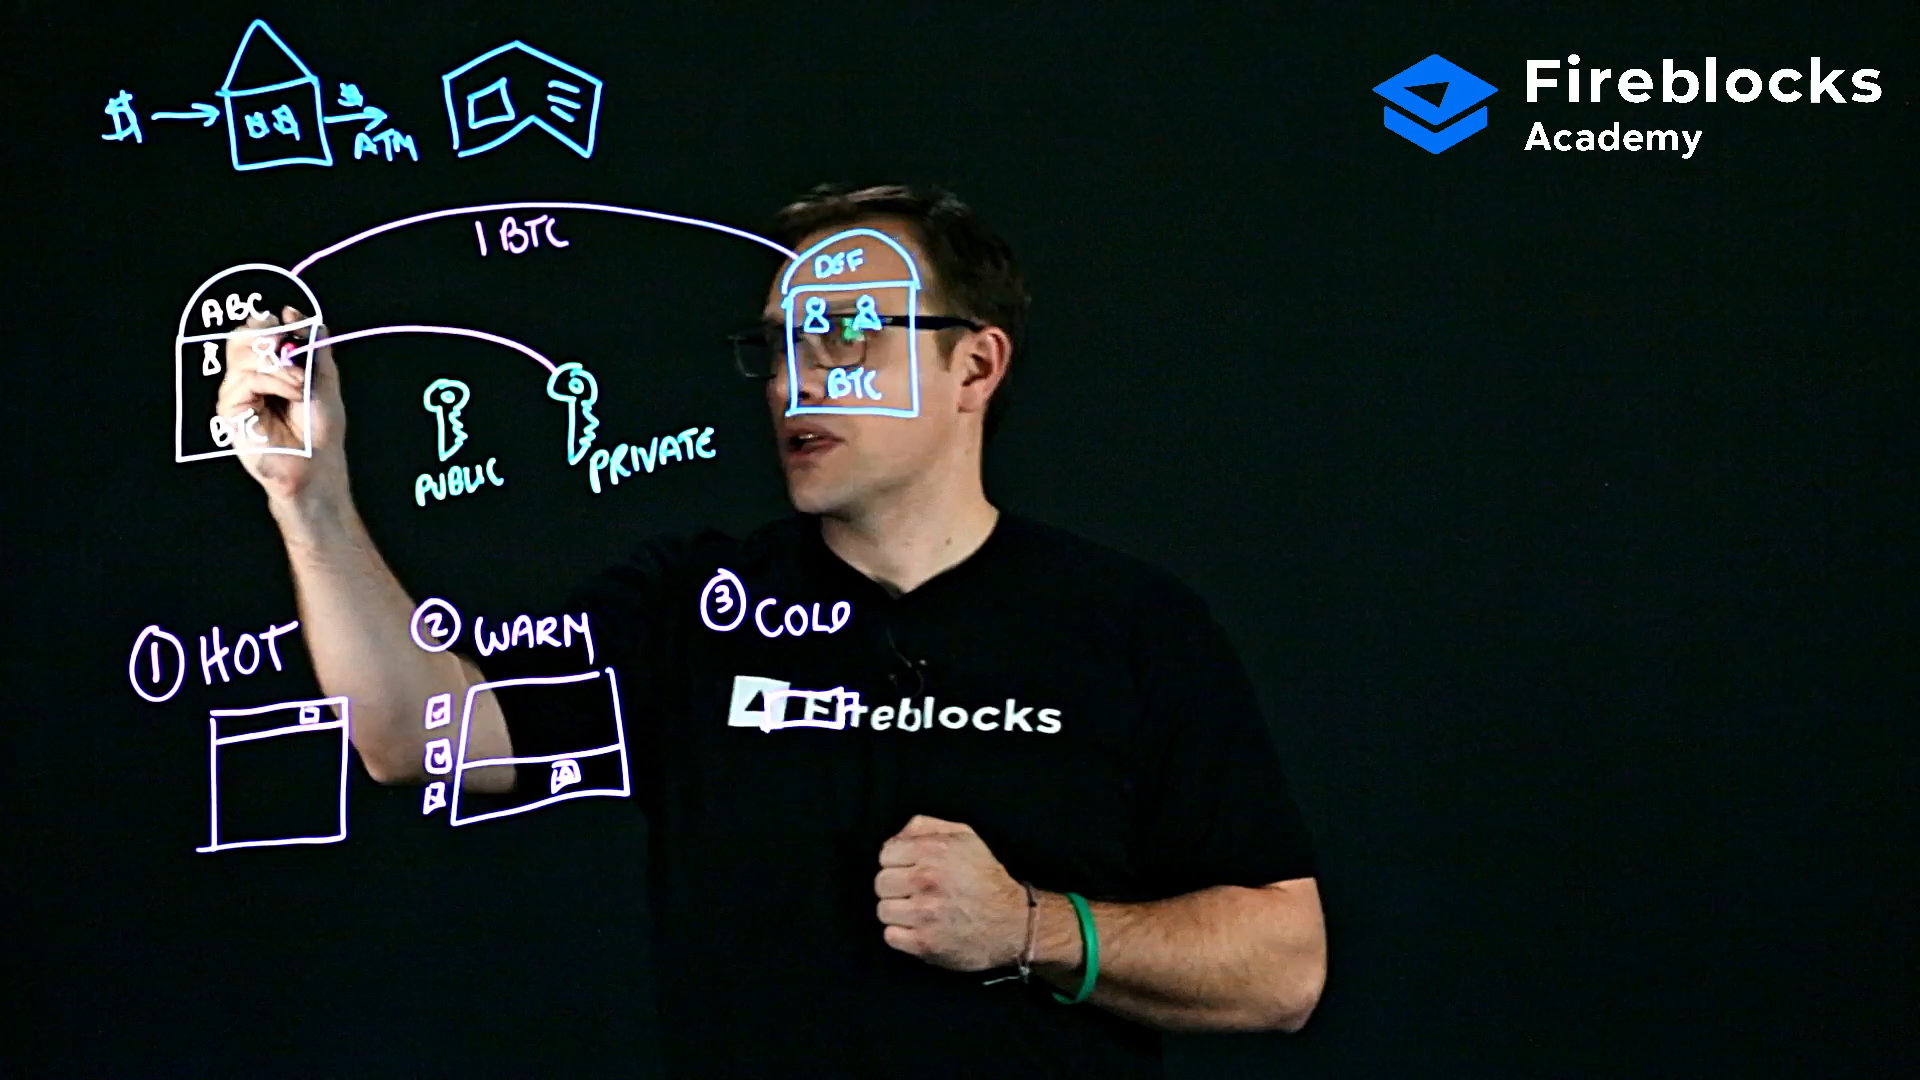 Fireblocks
Academy
$
ATM
1 BTC
ABC
DEF
BTC
BTC
PUBLIC
PRIVATE
1 HOT
2 WARM
3 COLD
Fireblocks